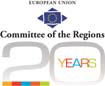 EUROPEAN UNION
Committee of the Regions
20
YEARS